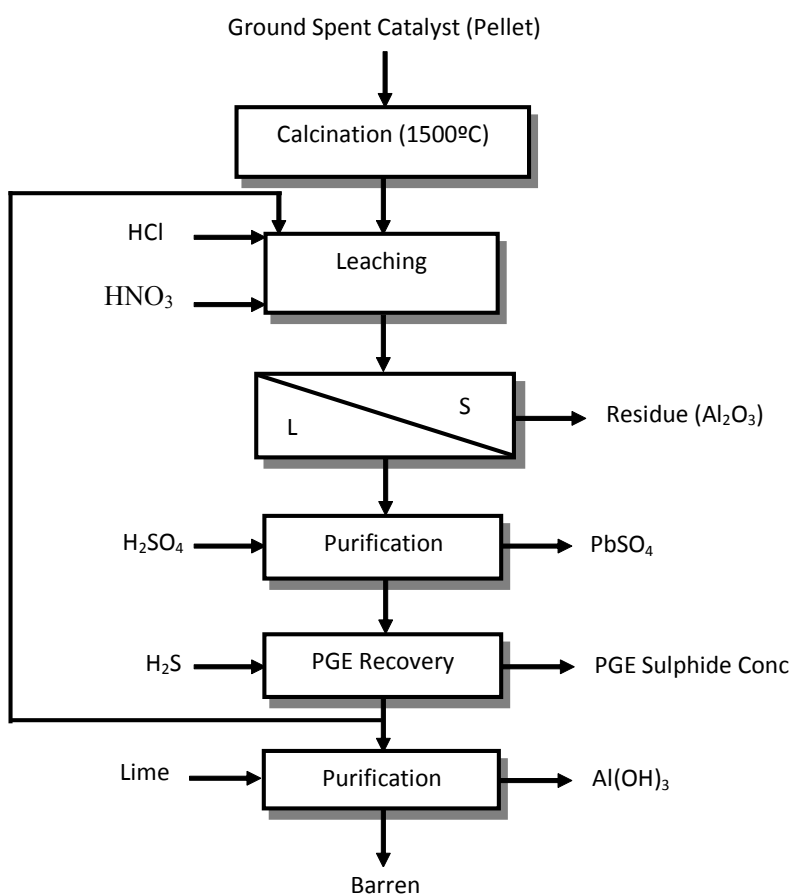 Ground Spent Catalyst (Pellet)
Calcination (1500ºC)
HCl
Leaching
HNO₃
S
L
Residue (Al₂O₃)
H₂SO₄
Purification
PbSO₄
H₂S
PGE Recovery
PGE Sulphide Conc
Lime
Purification
Al(OH)₃
Barren